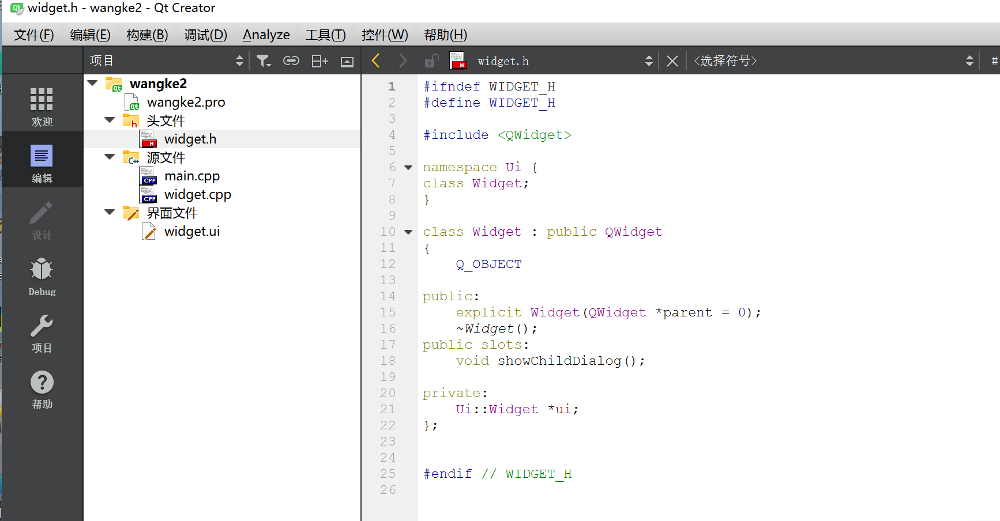 widget.h - wangke2 - Qt Creator
文件(F) 编辑(E) 构建(B) 调试(D) Analyze 工具(T) 控件(W) 帮助(H)
项目
widget.h
<选择符号>
#
欢迎
编辑
设计
Debug
项目
帮助
wangke2
wangke2.pro
头文件
widget.h
源文件
main.cpp
widget.cpp
界面文件
widget.ui
1 #ifndef WIDGET_H
2 #define WIDGET_H
3
4 #include <QWidget>
5
6 namespace Ui {
7 class Widget;
8 }
9
10 class Widget : public QWidget
11 {
12     Q_OBJECT
13
14 public:
15     explicit Widget(QWidget *parent = 0);
16     ~Widget();
17 public slots:
18     void showChildDialog();
19
20 private:
21     Ui::Widget *ui;
22 };
23
24
25 #endif // WIDGET_H
26